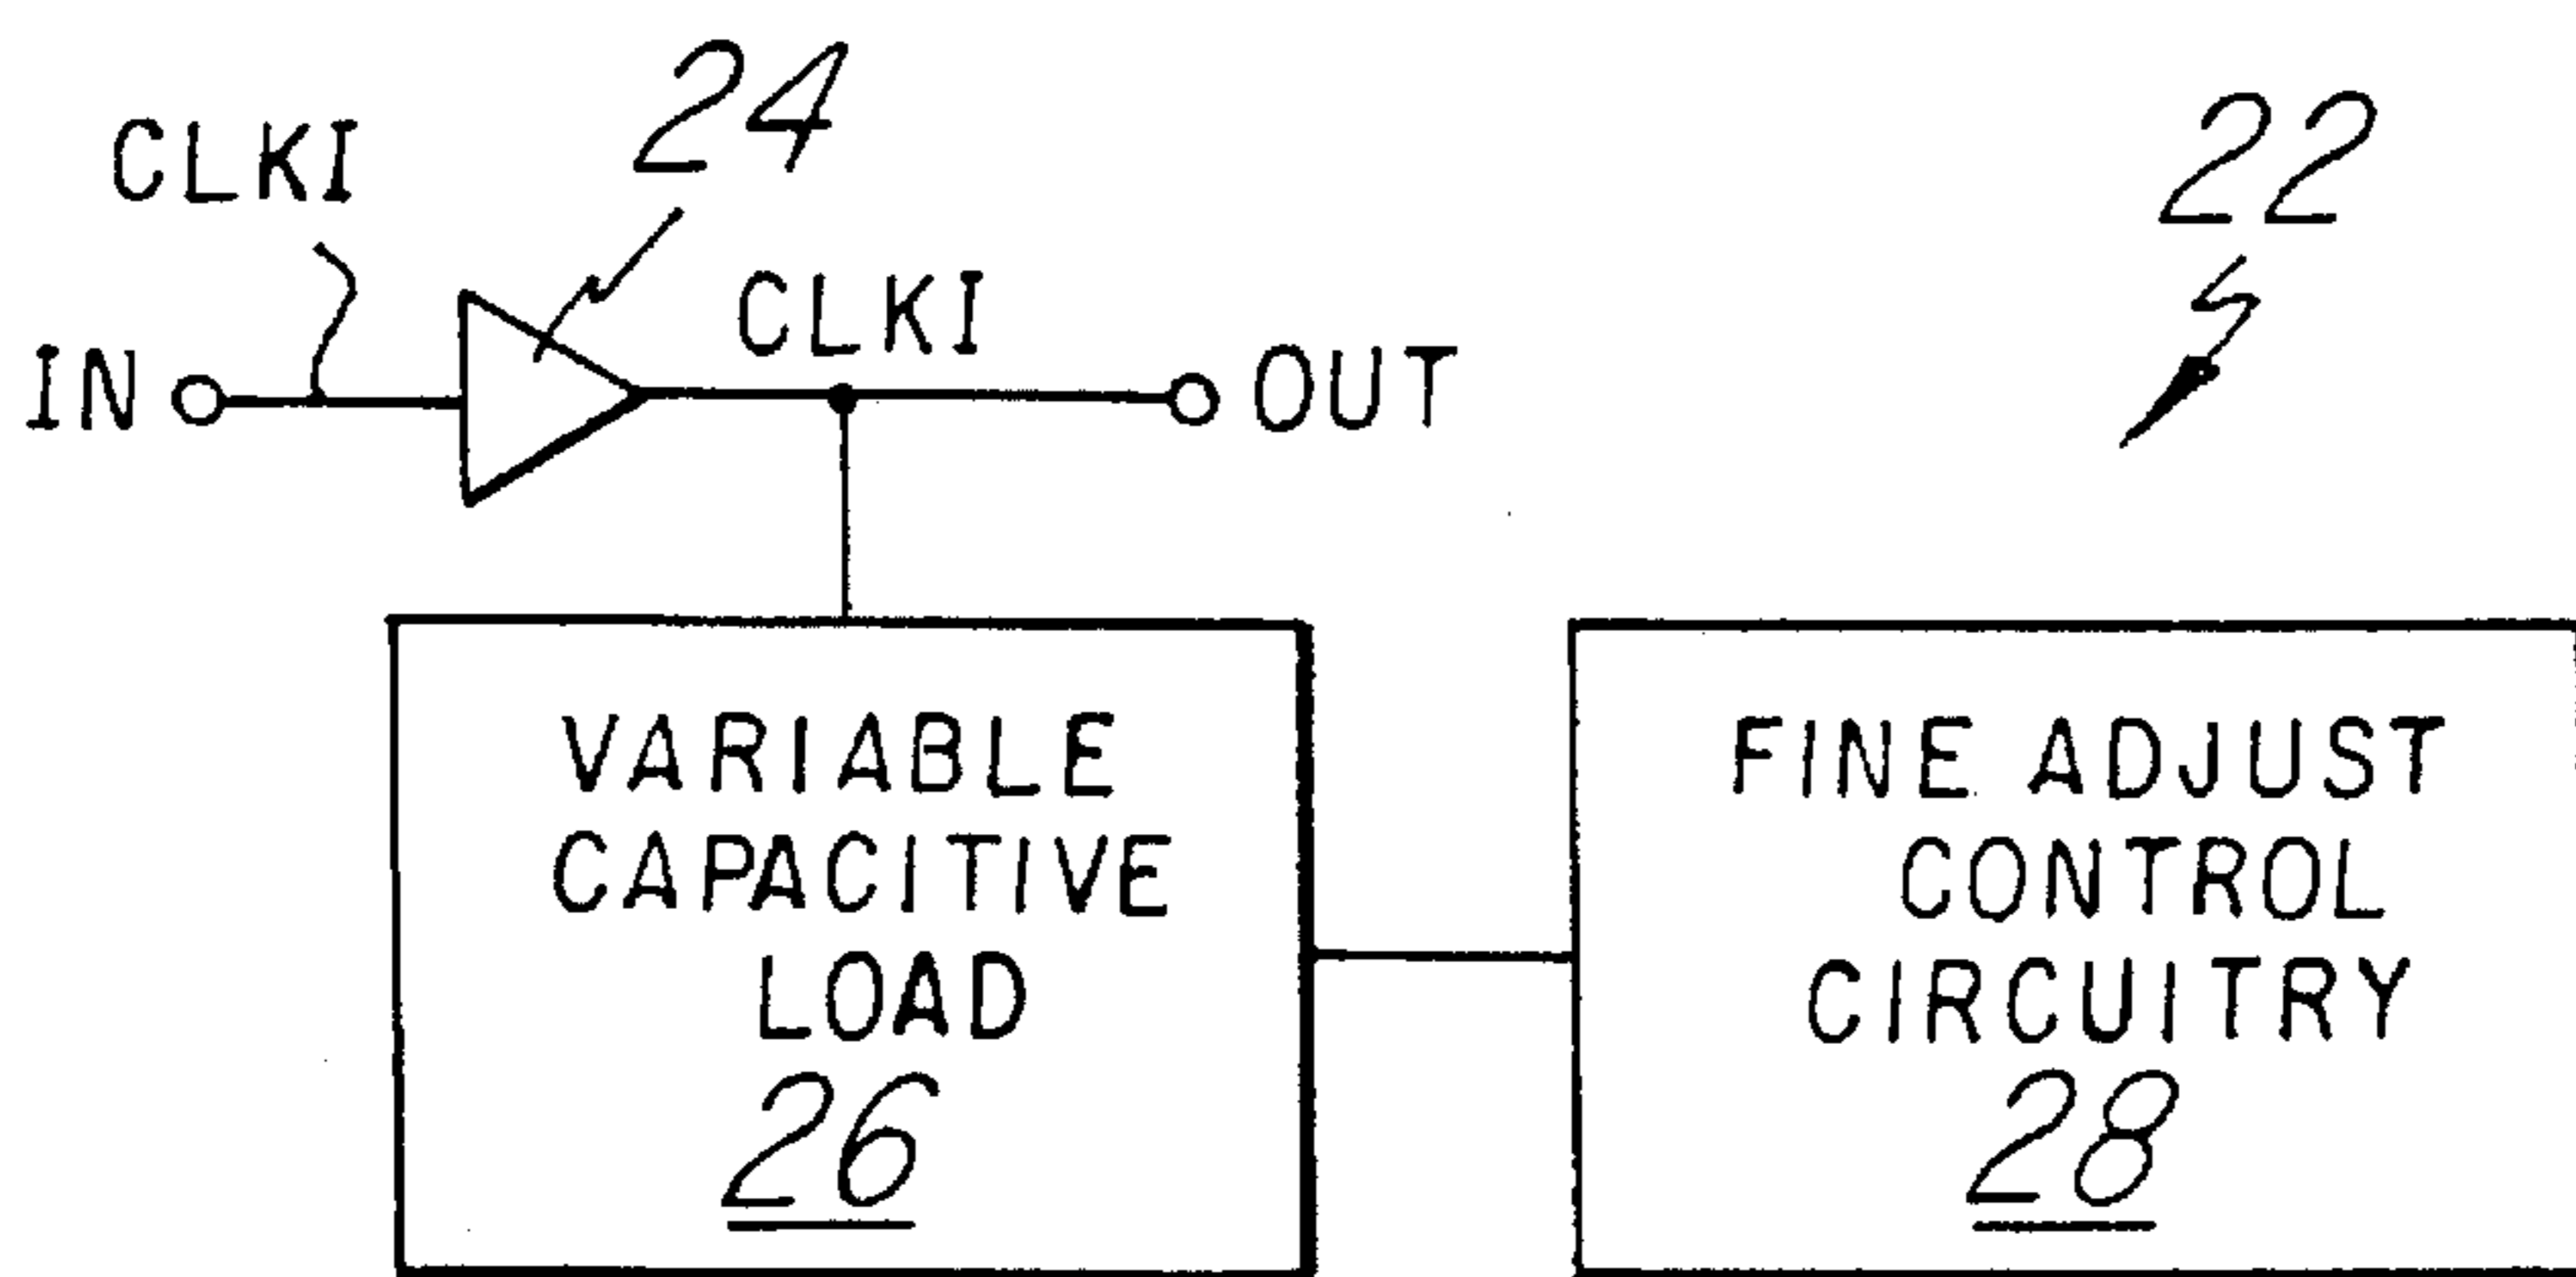 24
22
CLKI
CLKI
IN
OUT
VARIABLE
CAPACITIVE
LOAD
26
FINE ADJUST
CONTROL
CIRCUITRY
28